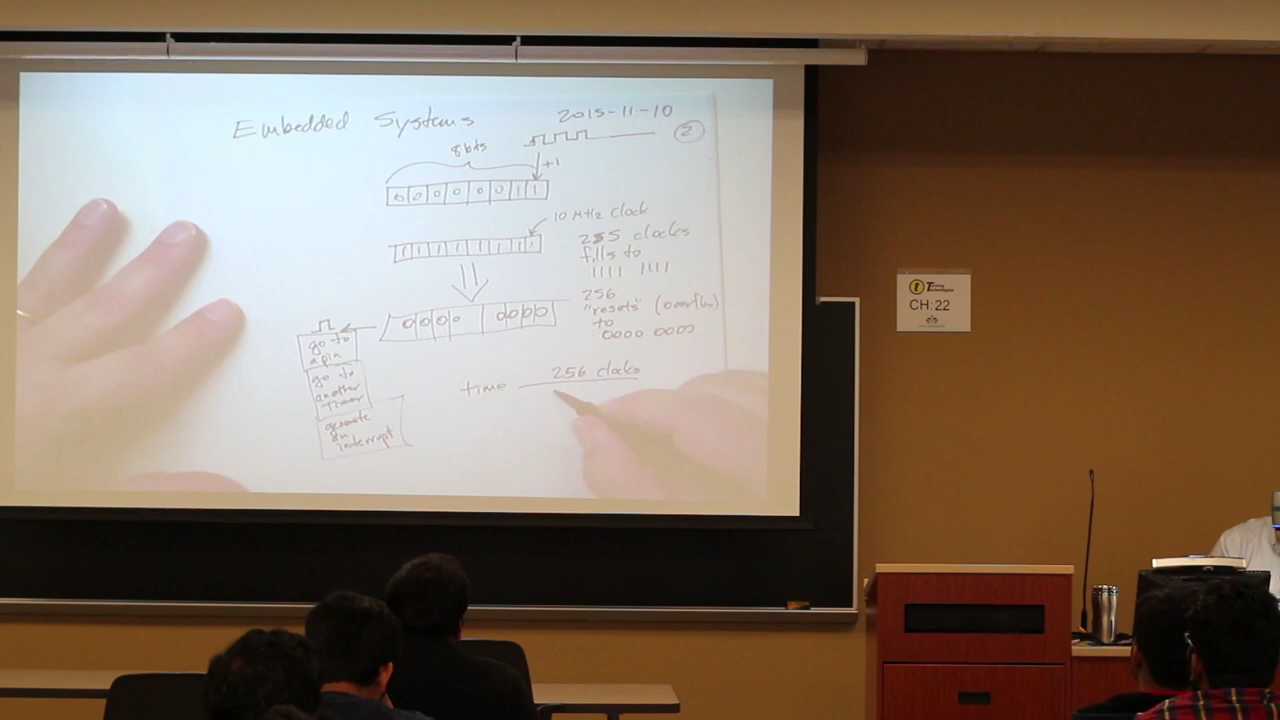 Embedded Systems
2015-11-10
2
8 bits
+1
0 0 0 0 0 0 1 1
10 MHz clock
1 1 1 1 1 1 1 1
255 clocks
fills to
1111 1111
256
"resets" (overflow)
to
0000 0000
0 0 0 0 0 0 0 0
go to
a pin
go to
another
timer
generate
an
interrupt
time 256 clocks
Turning
Technologies
CH: 22